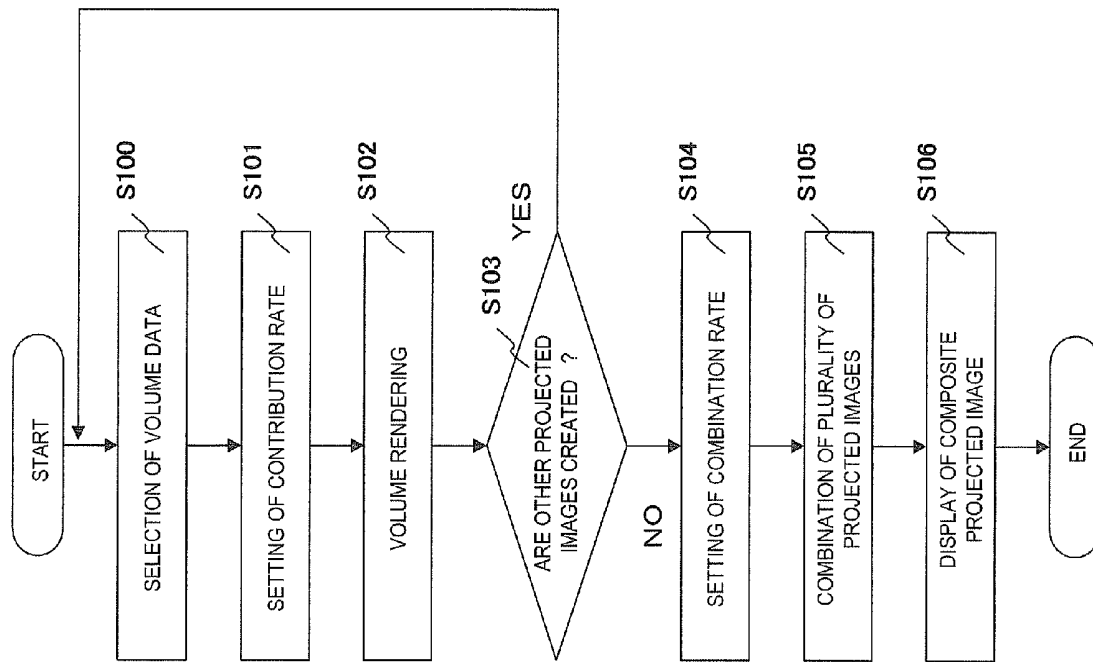 START
S100
SELECTION OF VOLUME DATA
S101
SETTING OF CONTRIBUTION RATE
S102
VOLUME RENDERING
S103
YES
ARE OTHER PROJECTED
IMAGES CREATED ?
NO
S104
SETTING OF COMBINATION RATE
S105
COMBINATION OF PLURALITY OF
PROJECTED IMAGES
S106
DISPLAY OF COMPOSITE
PROJECTED IMAGE
END